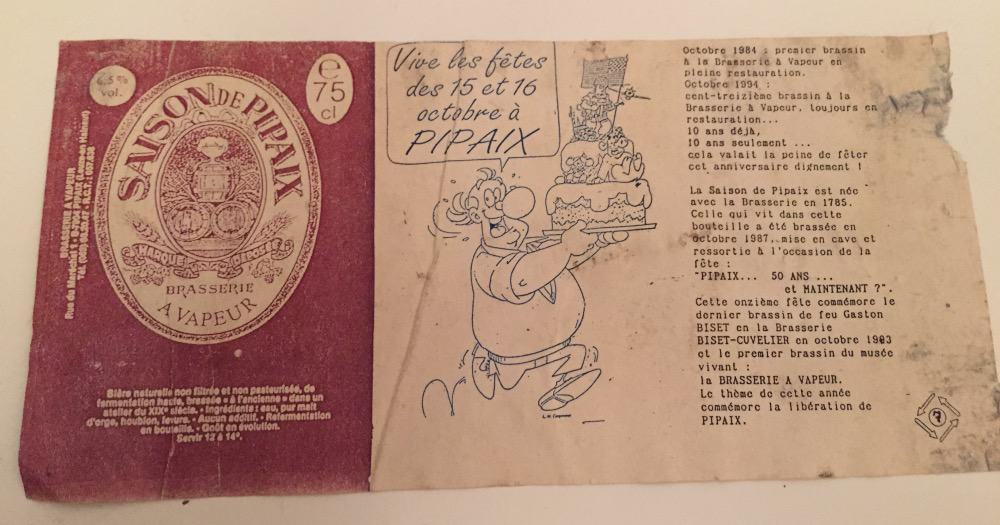 6.5 %
vol.
e
75
cl
SAISON DE PIPAIX
MARQUE DEPOSEE
BRASSERIE
A VAPEUR
BRASSERIE A VAPEUR
Bière naturelle non filtrée et non pasteurisée, de
fermentation haute, brassée « à l'ancienne » dans un
atelier du XIXe siècle. - Ingrédients : eau, pur malt
d'orge, houblon, levure. - Aucun additif. - Refermentation
en bouteille. - Goût en évolution.
Servir 12 à 14°.
Vive les fêtes
des 15 et 16
octobre à
PIPAIX
Octobre 1984 : premier brassin
à la Brasserie à Vapeur en
pleine restauration.
Octobre 1994 :
cent-treizième brassin à la
Brasserie à Vapeur, toujours en
restauration...
10 ans déjà,
10 ans seulement ...
cela valait la peine de fêter
cet anniversaire dignement !
La Saison de Pipaix est née
avec la Brasserie en 1785.
Celle qui vit dans cette
bouteille a été brassée en
octobre 1987, mise en cave et
ressortie à l'occasion de la
fête :
"PIPAIX... 50 ANS ...
et MAINTENANT ?".
Cette onzième fête commémore le
dernier brassin de feu Gaston
BISET en la Brasserie
BISET-CUVELIER en octobre 1983
et le premier brassin du musée
vivant :
la BRASSERIE A VAPEUR.
Le thème de cette année
commémore la libération de
PIPAIX.